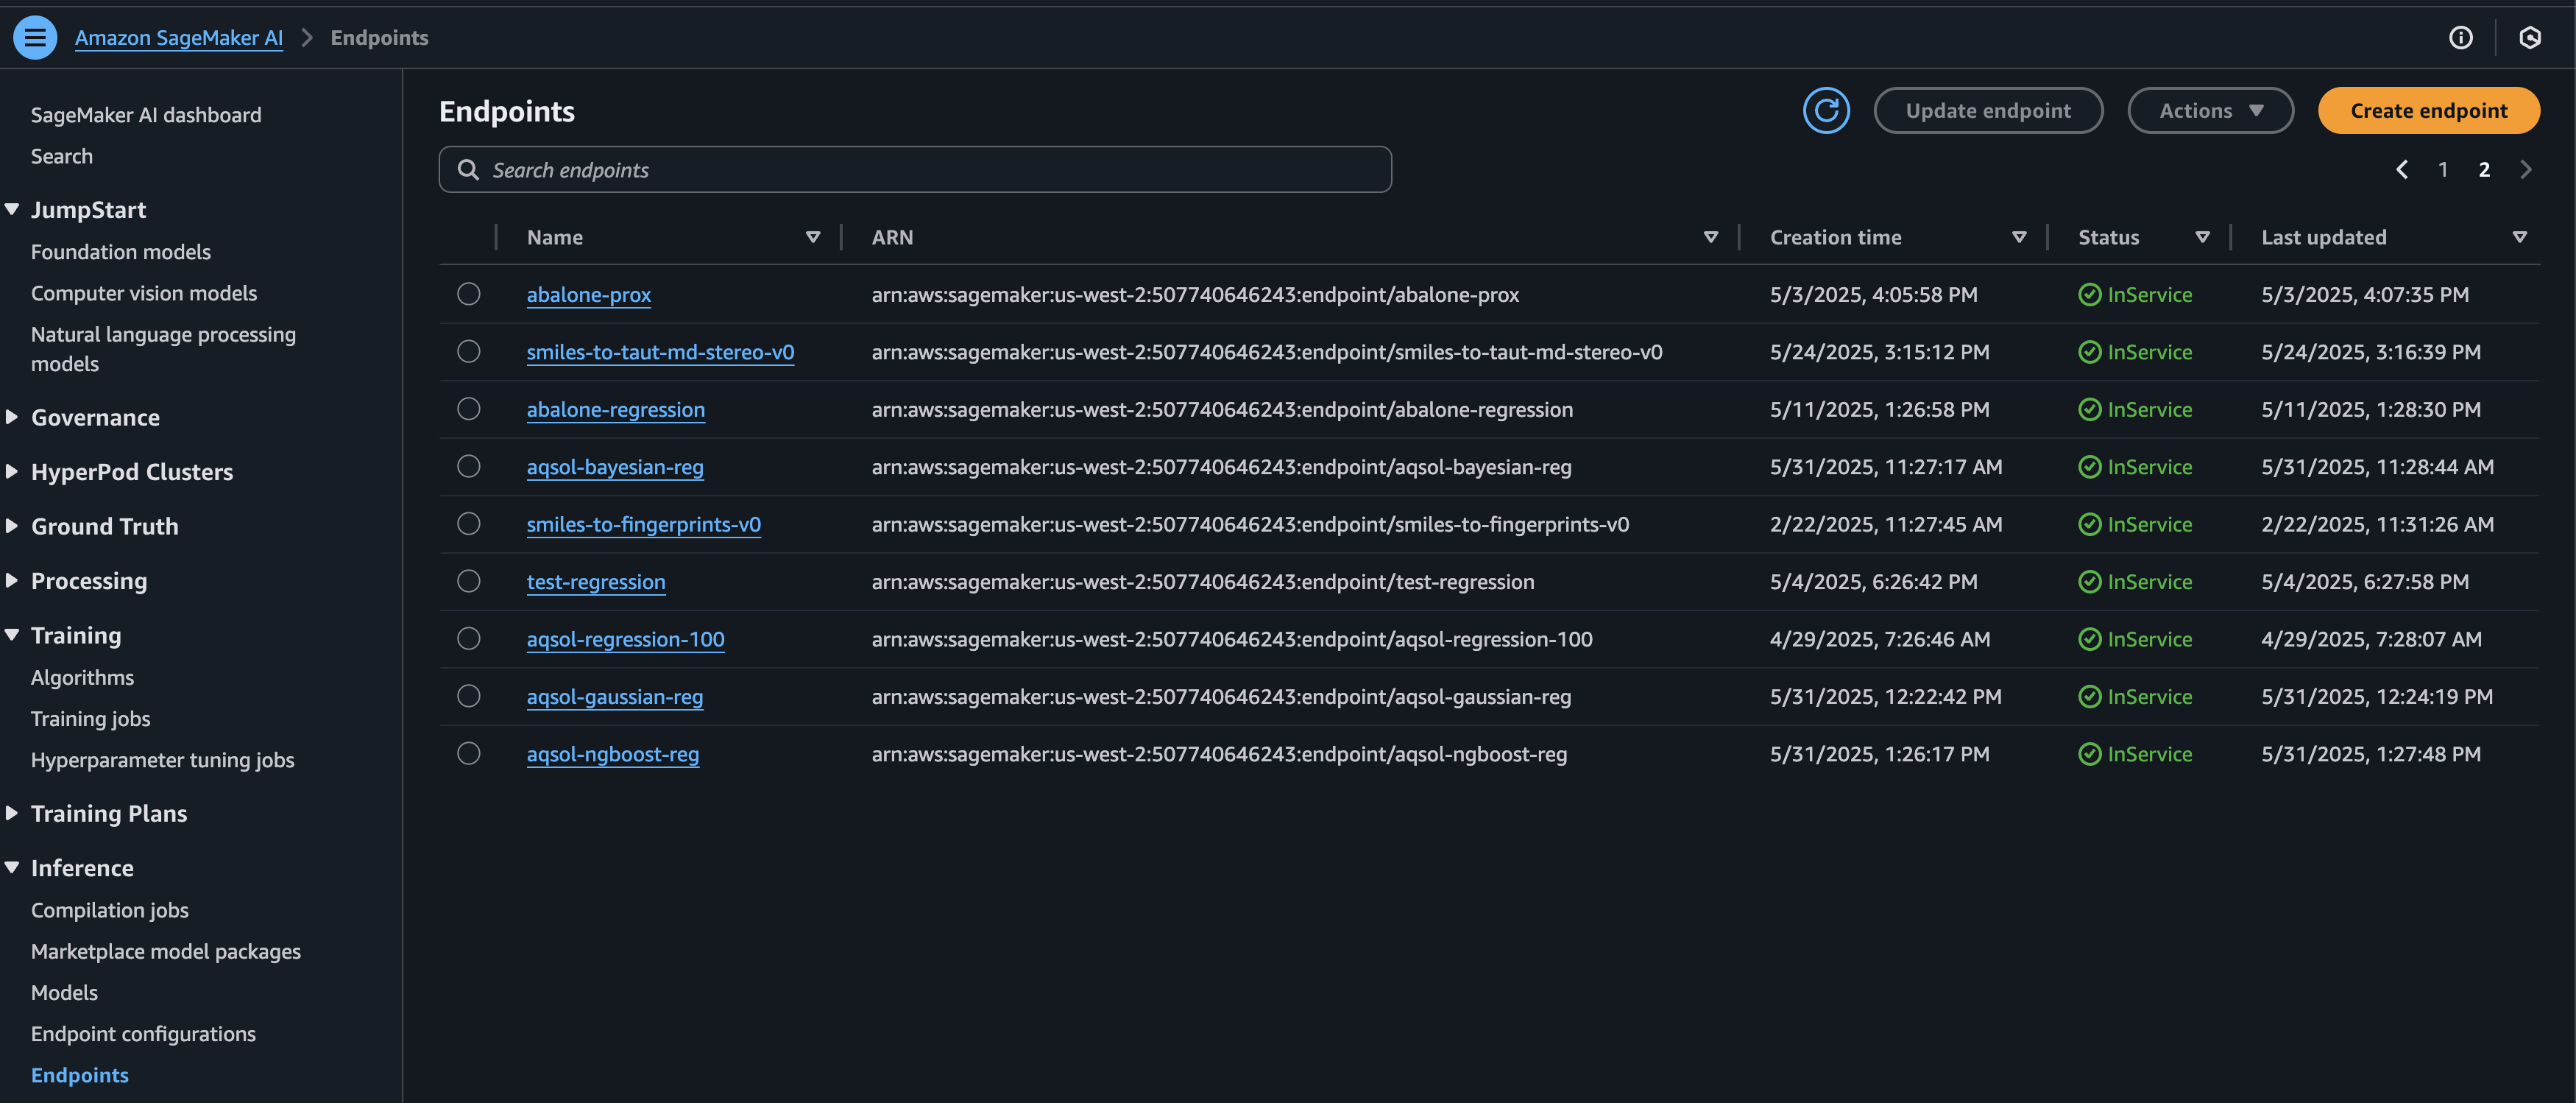 Amazon SageMaker AI > Endpoints
SageMaker AI dashboard
Search
JumpStart
Foundation models
Computer vision models
Natural language processing
models
Governance
HyperPod Clusters
Ground Truth
Processing
Training
Algorithms
Training jobs
Hyperparameter tuning jobs
Training Plans
Inference
Compilation jobs
Marketplace model packages
Models
Endpoint configurations
Endpoints
Endpoints
Update endpoint Actions Create endpoint
Search endpoints
1 2
Name ARN Creation time Status Last updated
abalone-prox arn:aws:sagemaker:us-west-2:507740646243:endpoint/abalone-prox 5/3/2025, 4:05:58 PM InService 5/3/2025, 4:07:35 PM
smiles-to-taut-md-stereo-v0 arn:aws:sagemaker:us-west-2:507740646243:endpoint/smiles-to-taut-md-stereo-v0 5/24/2025, 3:15:12 PM InService 5/24/2025, 3:16:39 PM
abalone-regression arn:aws:sagemaker:us-west-2:507740646243:endpoint/abalone-regression 5/11/2025, 1:26:58 PM InService 5/11/2025, 1:28:30 PM
aqsol-bayesian-reg arn:aws:sagemaker:us-west-2:507740646243:endpoint/aqsol-bayesian-reg 5/31/2025, 11:27:17 AM InService 5/31/2025, 11:28:44 AM
smiles-to-fingerprints-v0 arn:aws:sagemaker:us-west-2:507740646243:endpoint/smiles-to-fingerprints-v0 2/22/2025, 11:27:45 AM InService 2/22/2025, 11:31:26 AM
test-regression arn:aws:sagemaker:us-west-2:507740646243:endpoint/test-regression 5/4/2025, 6:26:42 PM InService 5/4/2025, 6:27:58 PM
aqsol-regression-100 arn:aws:sagemaker:us-west-2:507740646243:endpoint/aqsol-regression-100 4/29/2025, 7:26:46 AM InService 4/29/2025, 7:28:07 AM
aqsol-gaussian-reg arn:aws:sagemaker:us-west-2:507740646243:endpoint/aqsol-gaussian-reg 5/31/2025, 12:22:42 PM InService 5/31/2025, 12:24:19 PM
aqsol-ngboost-reg arn:aws:sagemaker:us-west-2:507740646243:endpoint/aqsol-ngboost-reg 5/31/2025, 1:26:17 PM InService 5/31/2025, 1:27:48 PM